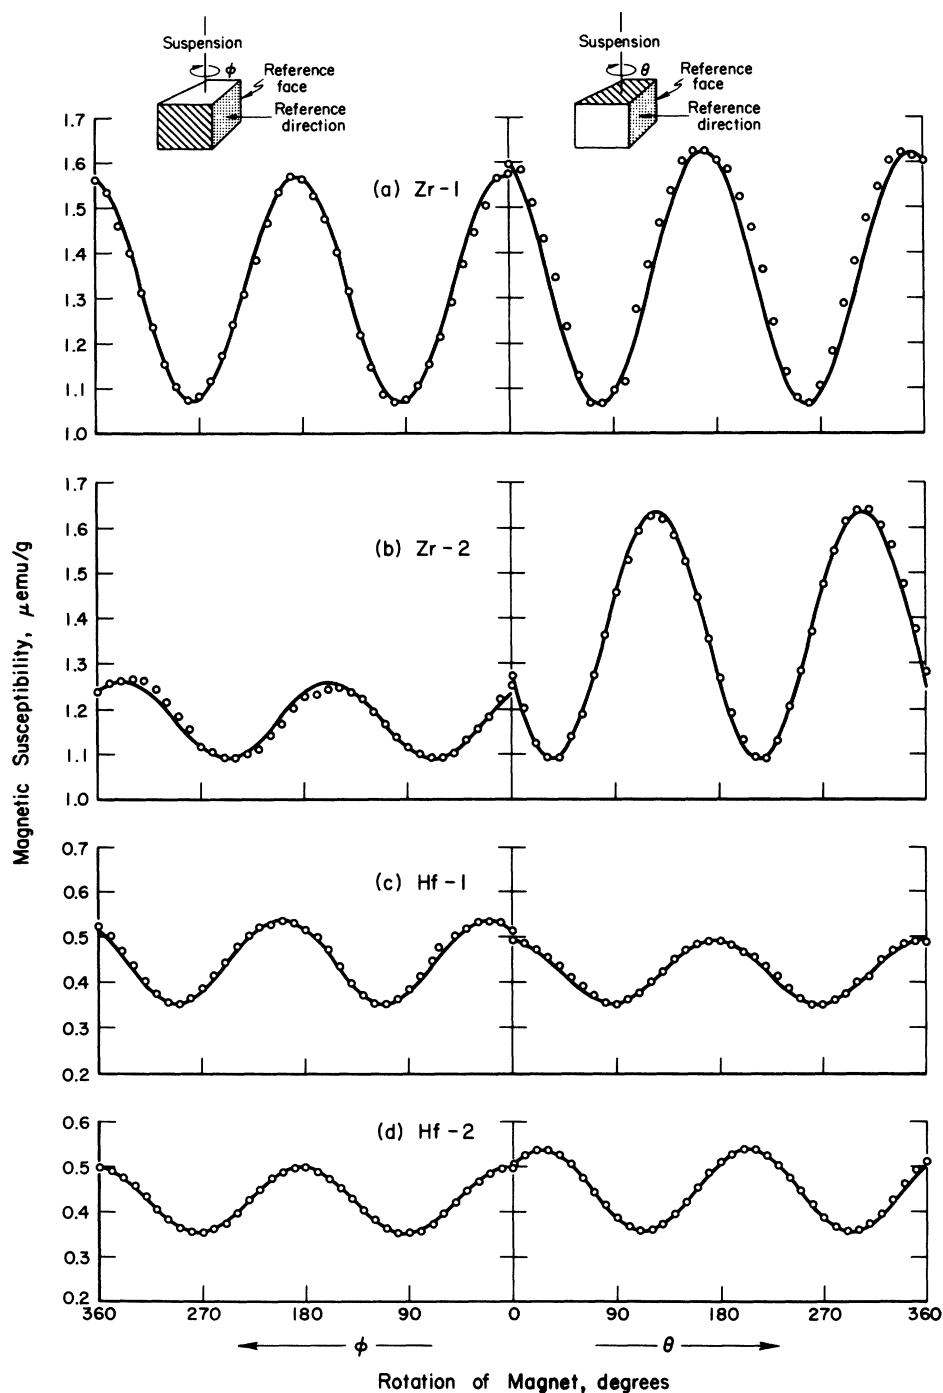 Suspension
φ
Reference
face
Reference
direction
Suspension
θ
Reference
face
Reference
direction
Magnetic Susceptibility, μemu/g
1.7
1.6
1.5
1.4
1.3
1.2
1.1
1.0
(a) Zr-1
1.7
1.6
1.5
1.4
1.3
1.2
1.1
1.0
(b) Zr-2
0.7
0.6
0.5
0.4
0.3
0.2
(c) Hf-1
0.6
0.5
0.4
0.3
0.2
(d) Hf-2
360 270 180 90 0 90 180 270 360
φ θ
Rotation of Magnet, degrees